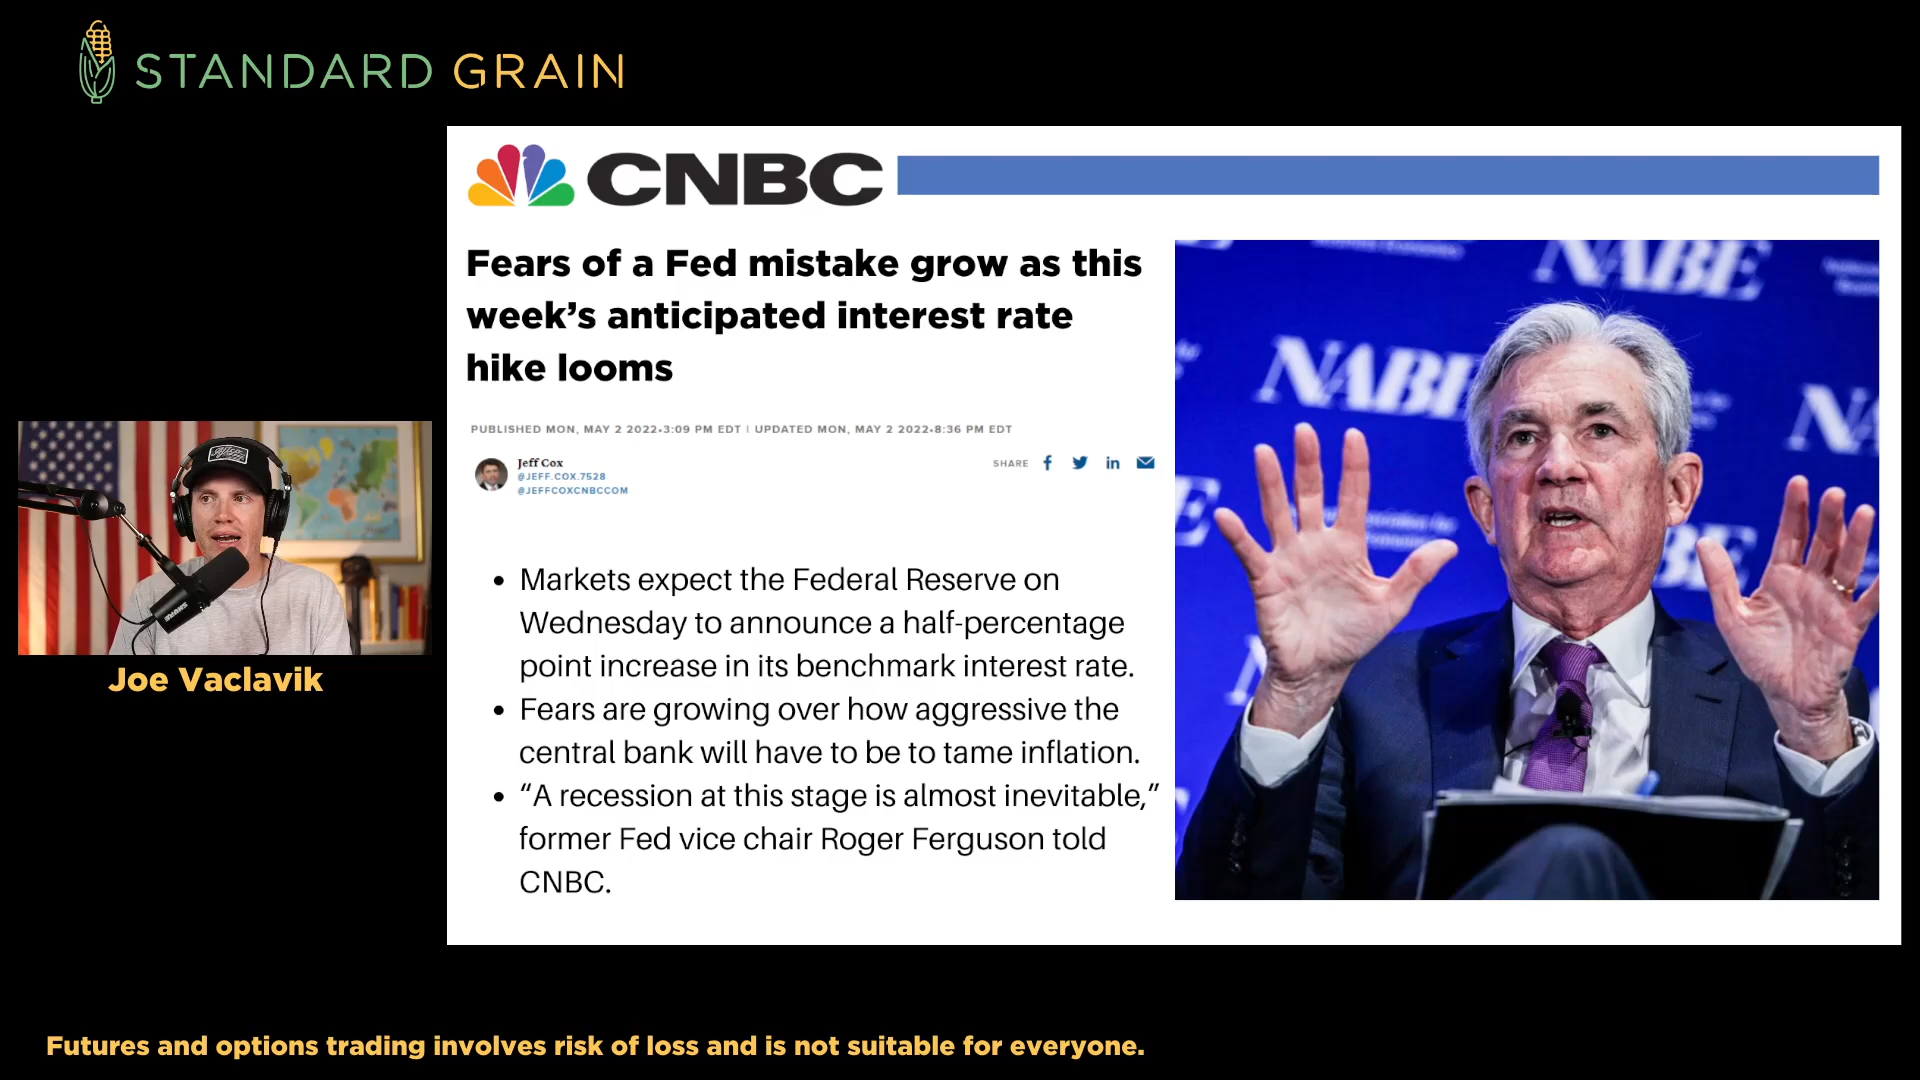 STANDARD GRAIN
CNBC
Fears of a Fed mistake grow as this
week’s anticipated interest rate
hike looms
PUBLISHED MON, MAY 2 2022•3:09 PM EDT | UPDATED MON, MAY 2 2022•8:36 PM EDT
Jeff Cox
@JEFF.COX.7528
@JEFFCOXCNBCCOM
SHARE
• Markets expect the Federal Reserve on
Wednesday to announce a half-percentage
point increase in its benchmark interest rate.
• Fears are growing over how aggressive the
central bank will have to be to tame inflation.
• “A recession at this stage is almost inevitable,”
former Fed vice chair Roger Ferguson told
CNBC.
NABE
NABE
SHURE
Joe Vaclavik
Futures and options trading involves risk of loss and is not suitable for everyone.